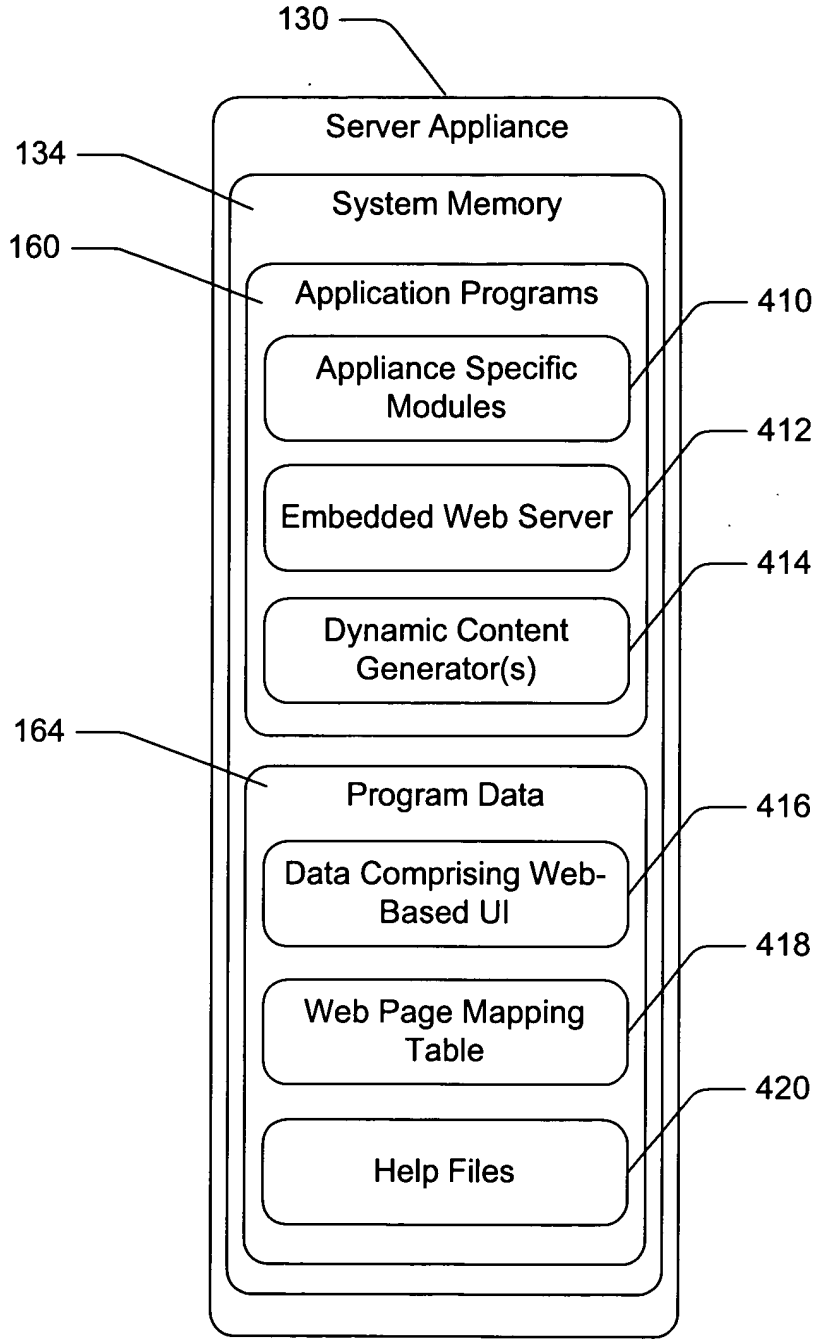 130
Server Appliance
134
System Memory
160
Application Programs
410
Appliance Specific
Modules
412
Embedded Web Server
414
Dynamic Content
Generator(s)
164
Program Data
416
Data Comprising Web-
Based UI
418
Web Page Mapping
Table
420
Help Files